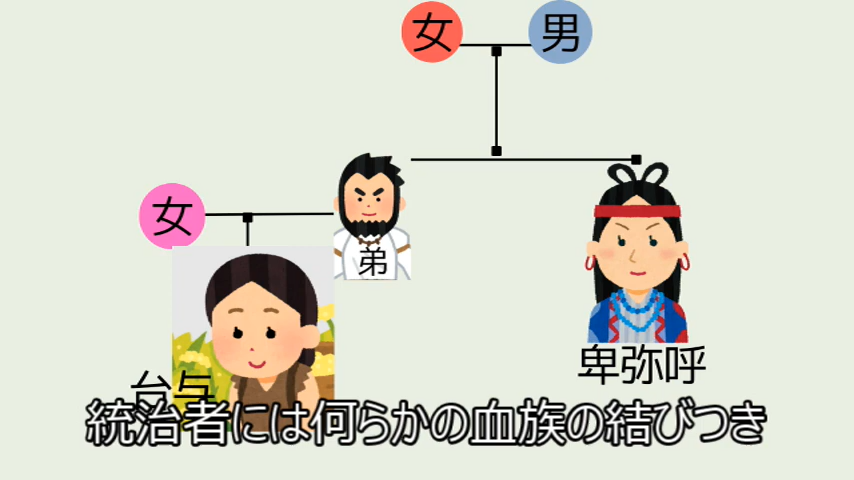 女 男
女
弟
卑弥呼
台与
統治者には何らかの血族の結びつき